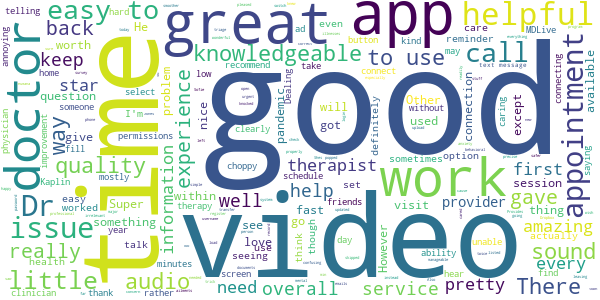 telling
hard
easy to
great
app
helpful
annoying
He
back
ad
even
button
care
reminder
MDLive
worth
knowledgeable
to use
call
may
text message
keep
home
recommend
kind
connect
someone
take
star
select
problem
experience
low
will
Other
connection
question
I'm
nice
got
pandemic
without
caring
available
connecting
doctor
time
good
appointment
physician
way
give
permissions
clearly
used
except
saying
improvement
fill
definitely
choppy
therapist
sometimes
option
first
quality
mostly
schedule
set
session
Kaplin
easy
within
help
work
Dr
Super
worked
therapy
well
fast
friends
visit
provider
gave
thing
issue
something
information
see
go
though
However
amazing
year
use
think
day
unable
actually
really
talk
love
video
ability
sound
health
minutes
seeing
screen
hear
every
little
audio
need
overall
service
pretty
There
find
clinician
thank
rather